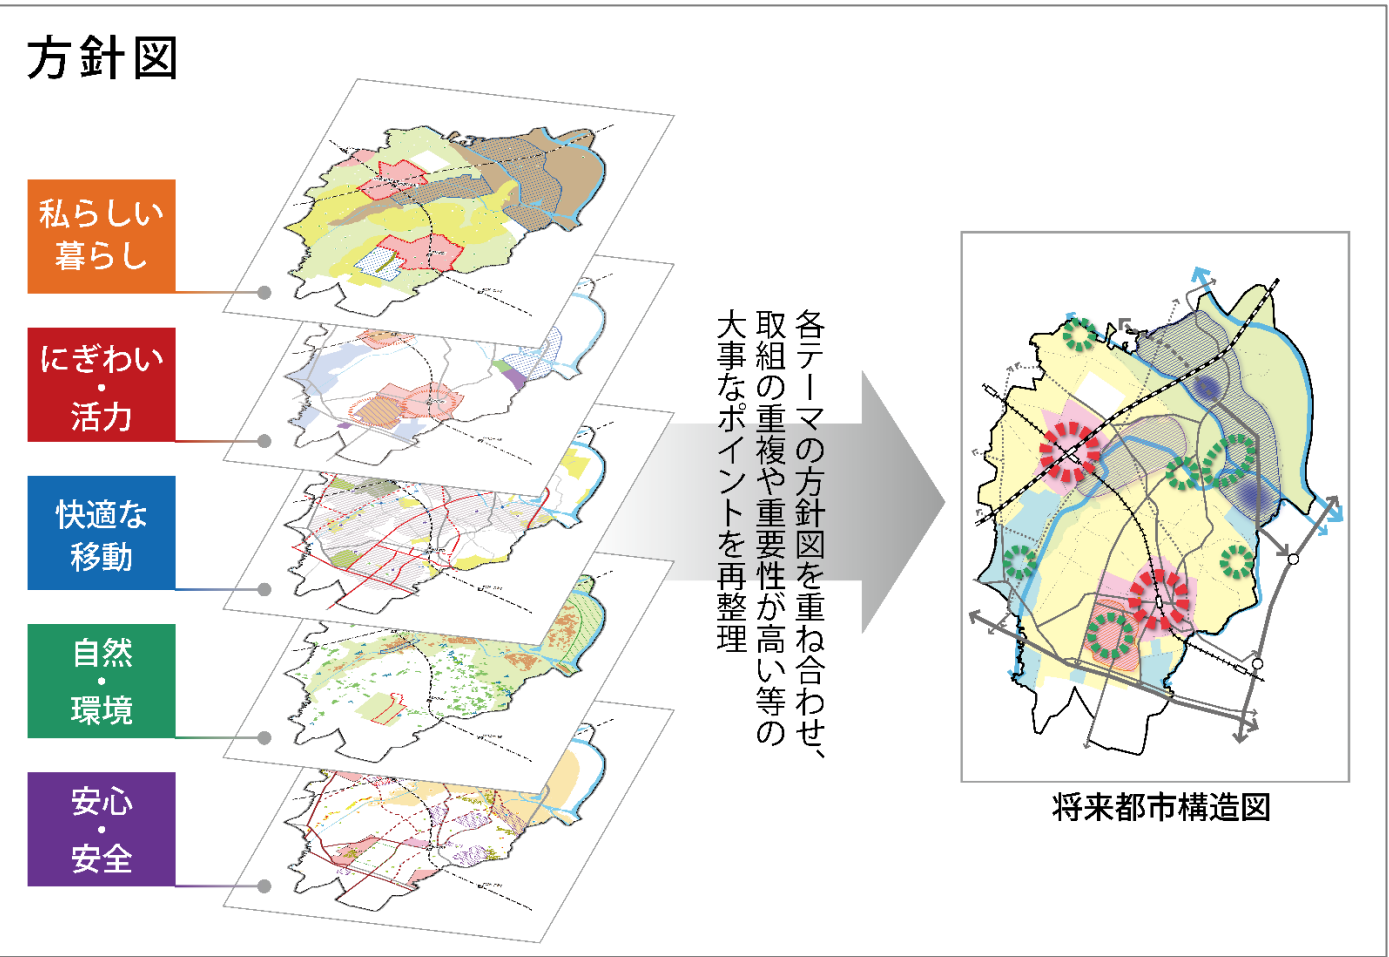 方針図
私らしい
暮らし
にぎわい
・
活力
快適な
移動
自然
・
環境
安心
・
安全
各テーマの方針図を重ね合わせ、
取組の重複や重要性が高い等の
大事なポイントを再整理
将来都市構造図